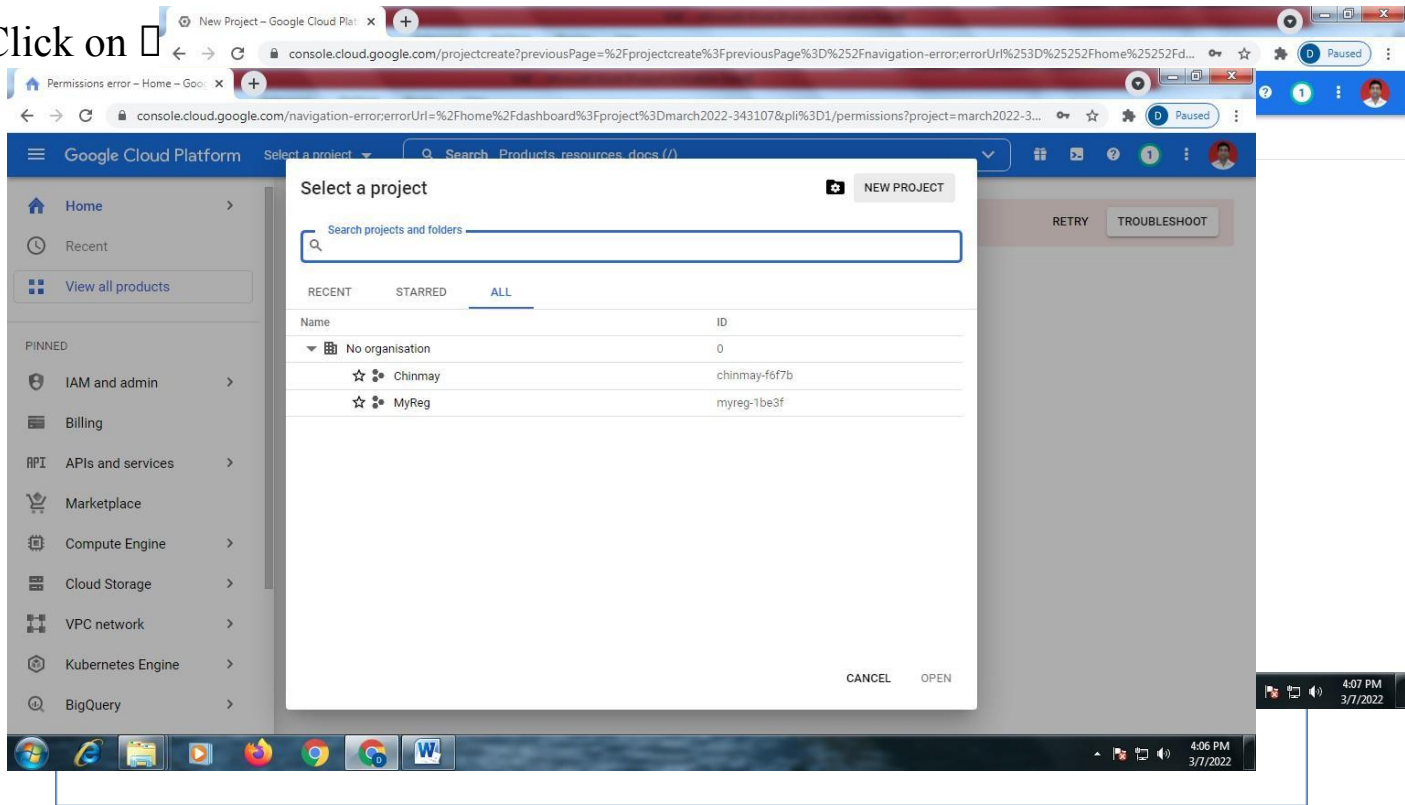 Click on
New Project – Google Cloud Plat
console.cloud.google.com/projectcreate?previousPage=%2Fprojectcreate%3FpreviousPage%3D%252Fnavigation-error;errorUrl%253D%25252Fhome%25252Fd...
D Paused
Permissions error – Home – Goo
console.cloud.google.com/navigation-error;errorUrl=%2Fhome%2Fdashboard%3Fproject%3Dmarch2022-343107&pli%3D1/permissions?project=march2022-3...
D Paused
1
Google Cloud Platform Select a project Search Products, resources, docs (/) 1
Select a project NEW PROJECT
Search projects and folders
RETRY TROUBLESHOOT
Home
Recent
View all products
PINNED
IAM and admin
Billing
API APIs and services
Marketplace
Compute Engine
Cloud Storage
VPC network
Kubernetes Engine
BigQuery
RECENT STARRED ALL
Name ID
No organisation 0
Chinmay chinmay-f6f7b
MyReg myreg-1be3f
CANCEL OPEN
4:07 PM
3/7/2022
4:06 PM
3/7/2022